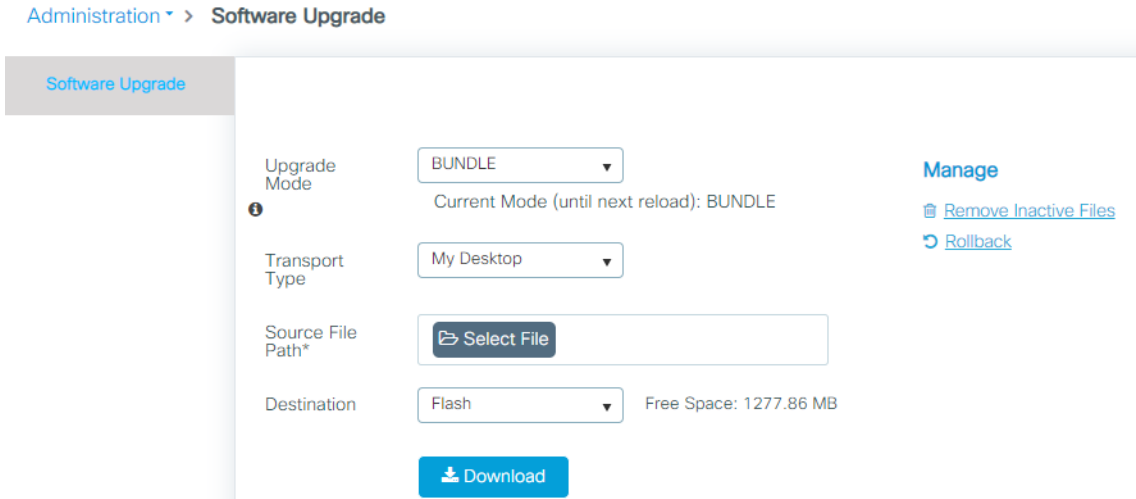 Administration > Software Upgrade
Software Upgrade
Upgrade Mode
BUNDLE
Current Mode (until next reload): BUNDLE
Manage
Remove Inactive Files
Rollback
Transport Type
My Desktop
Source File Path*
Select File
Destination
Flash
Free Space: 1277.86 MB
Download